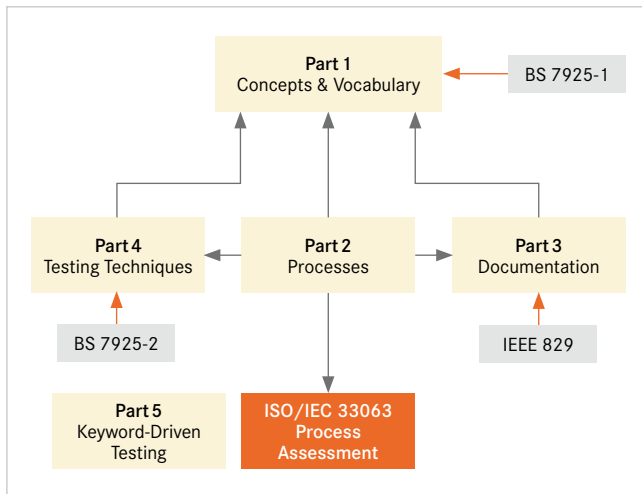 Part 1
Concepts & Vocabulary
BS 7925-1
Part 4
Testing Techniques
Part 2
Processes
Part 3
Documentation
BS 7925-2
IEEE 829
Part 5
Keyword-Driven
Testing
ISO/IEC 33063
Process
Assessment